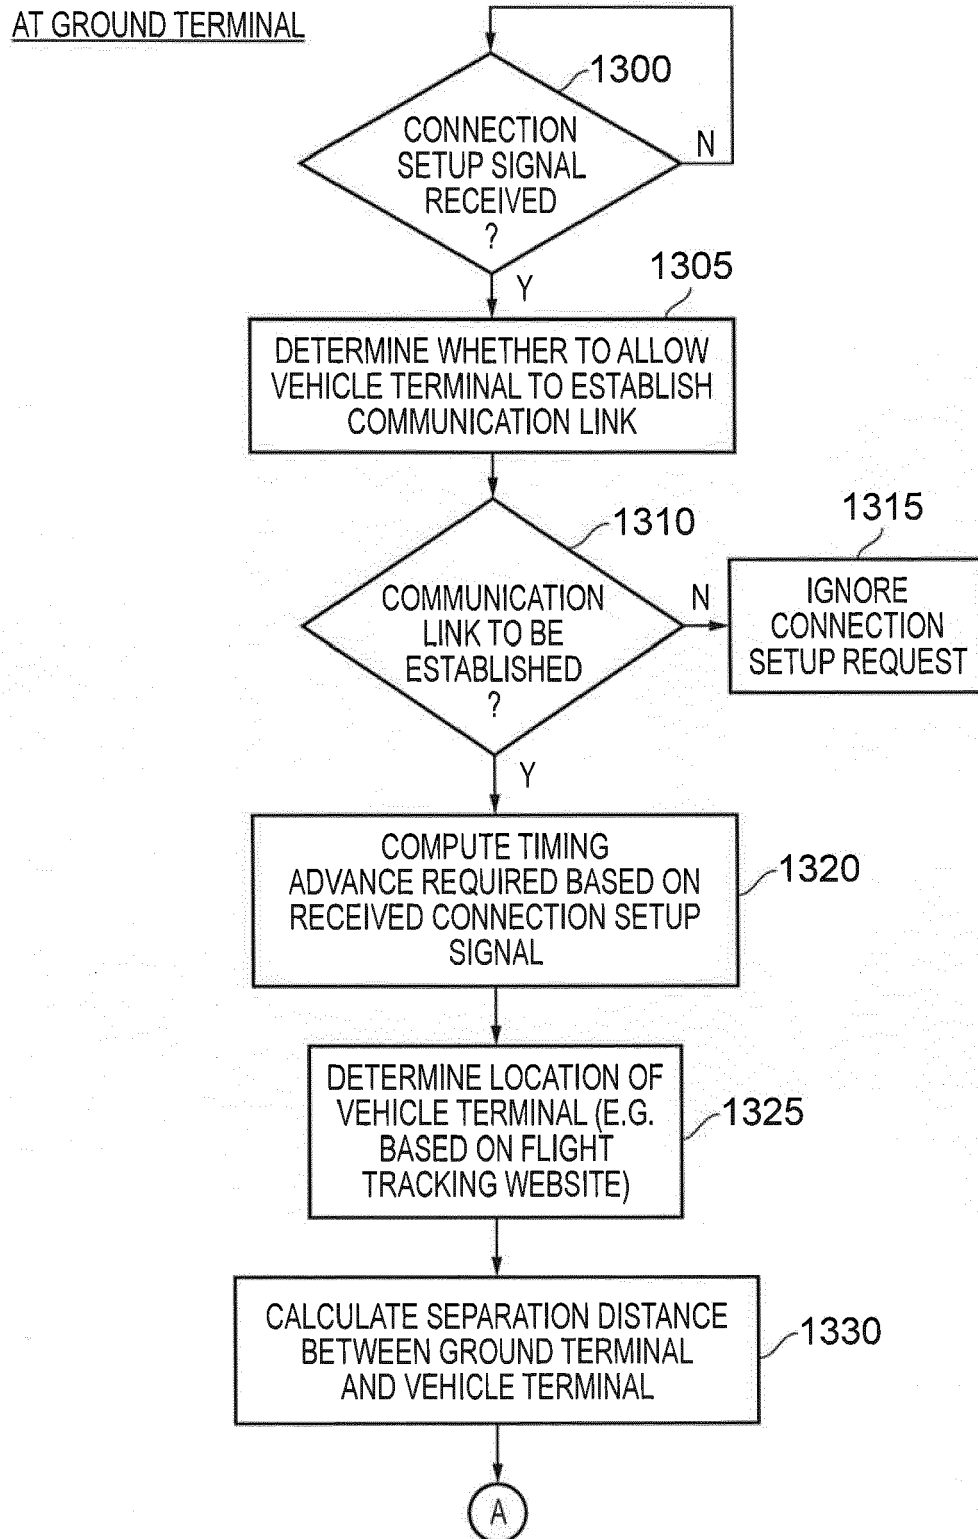 AT GROUND TERMINAL
1300
CONNECTION
SETUP SIGNAL
RECEIVED
?
N
Y
1305
DETERMINE WHETHER TO ALLOW
VEHICLE TERMINAL TO ESTABLISH
COMMUNICATION LINK
1310
COMMUNICATION
LINK TO BE
ESTABLISHED
?
N
1315
IGNORE
CONNECTION
SETUP REQUEST
Y
COMPUTE TIMING
ADVANCE REQUIRED BASED ON
RECEIVED CONNECTION SETUP
SIGNAL
1320
DETERMINE LOCATION OF
VEHICLE TERMINAL (E.G.
BASED ON FLIGHT
TRACKING WEBSITE)
1325
CALCULATE SEPARATION DISTANCE
BETWEEN GROUND TERMINAL
AND VEHICLE TERMINAL
1330
A